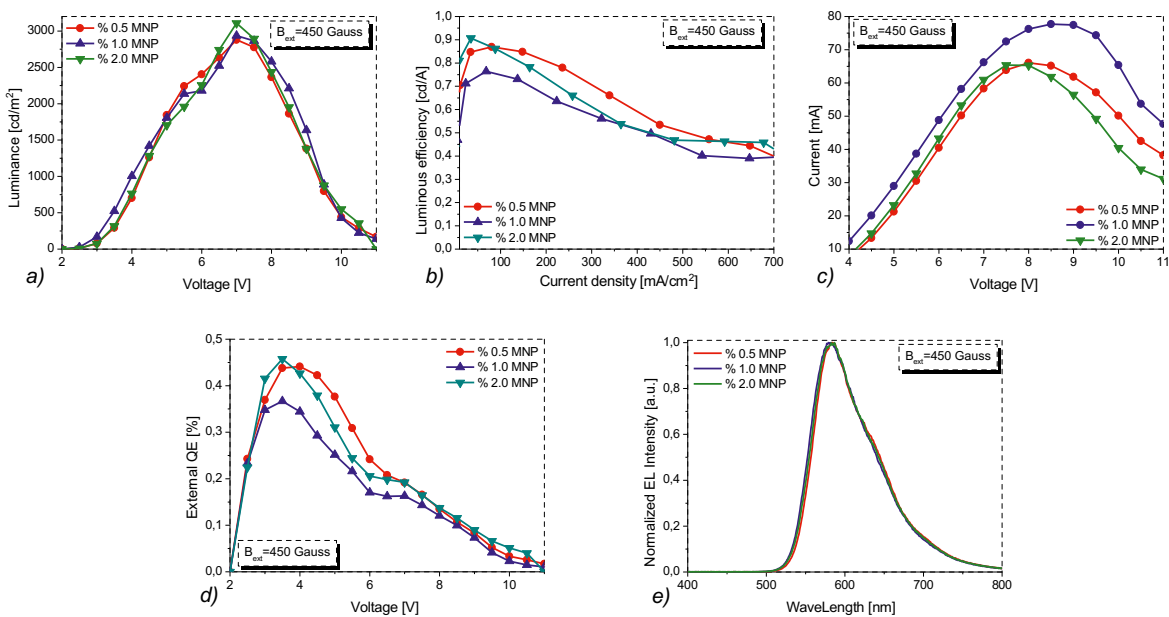 3000
2500
2000
1500
1000
500
0
Luminance [cd/m²]
% 0.5 MNP
% 1.0 MNP
% 2.0 MNP
B_ext=450 Gauss
2 4 6 8 10
Voltage [V]
a)
1,0
0,9
0,8
0,7
0,6
0,5
0,4
0,3
0,2
0,1
0,0
Luminous efficiency [cd/A]
B_ext=450 Gauss
% 0.5 MNP
% 1.0 MNP
% 2.0 MNP
100 200 300 400 500 600 700
Current density [mA/cm²]
b)
80
70
60
50
40
30
20
10
Current [mA]
B_ext=450 Gauss
% 0.5 MNP
% 1.0 MNP
% 2.0 MNP
4 5 6 7 8 9 10 11
Voltage [V]
c)
0,5
0,4
0,3
0,2
0,1
0,0
External QE [%]
% 0.5 MNP
% 1.0 MNP
% 2.0 MNP
B_ext=450 Gauss
2 4 6 8 10
Voltage [V]
d)
1,0
0,8
0,6
0,4
0,2
0,0
Normalized EL Intensity [a.u.]
% 0.5 MNP
% 1.0 MNP
% 2.0 MNP
B_ext=450 Gauss
400 500 600 700 800
WaveLength [nm]
e)